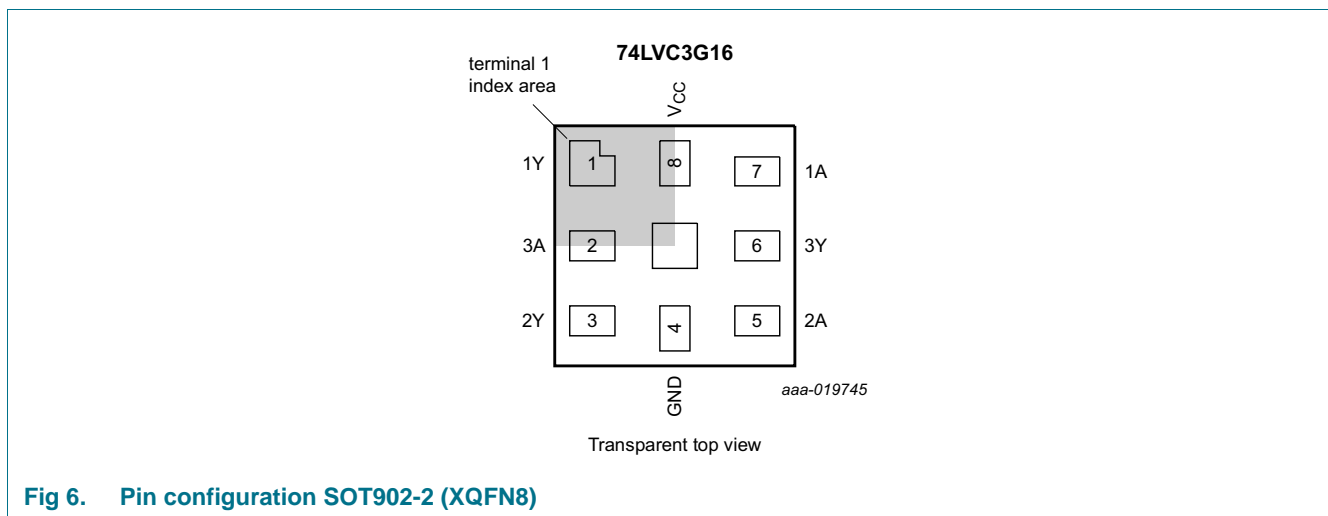 74LVC3G16
terminal 1
index area
VCC
1Y 1 8 7 1A
3A 2 6 3Y
2Y 3 4 5 2A
GND
aaa-019745
Transparent top view
Fig 6. Pin configuration SOT902-2 (XQFN8)